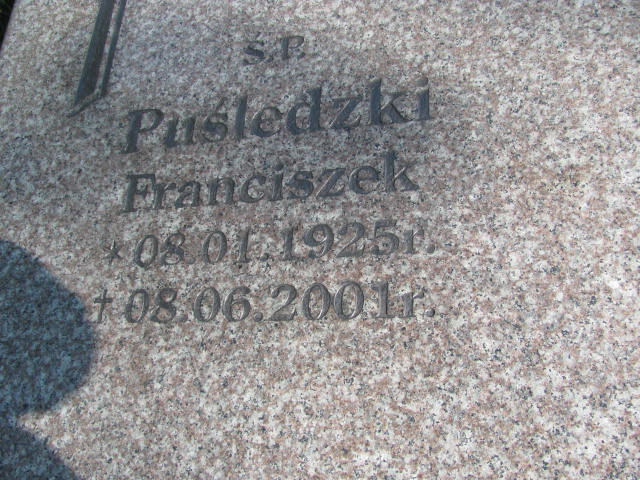 Ś.P.
Puśledzki
Franciszek
* 08.01.1925r.
† 08.06.2001r.